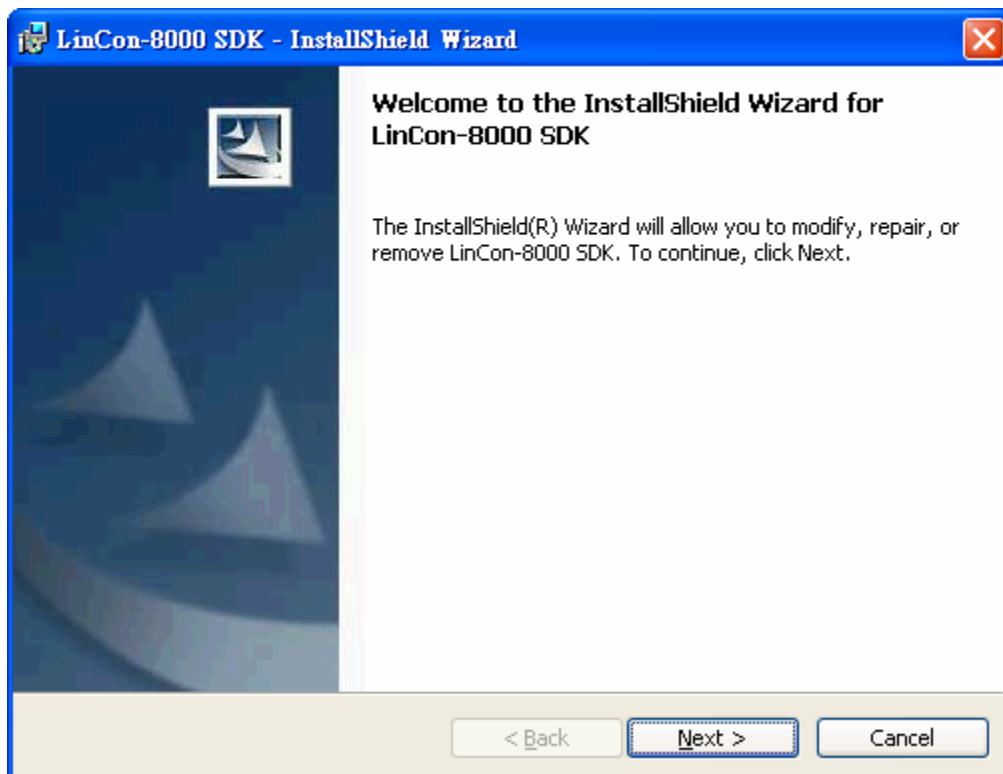 LinCon-8000 SDK - InstallShield Wizard
Welcome to the InstallShield Wizard for
LinCon-8000 SDK
The InstallShield(R) Wizard will allow you to modify, repair, or
remove LinCon-8000 SDK. To continue, click Next.
< Back Next > Cancel